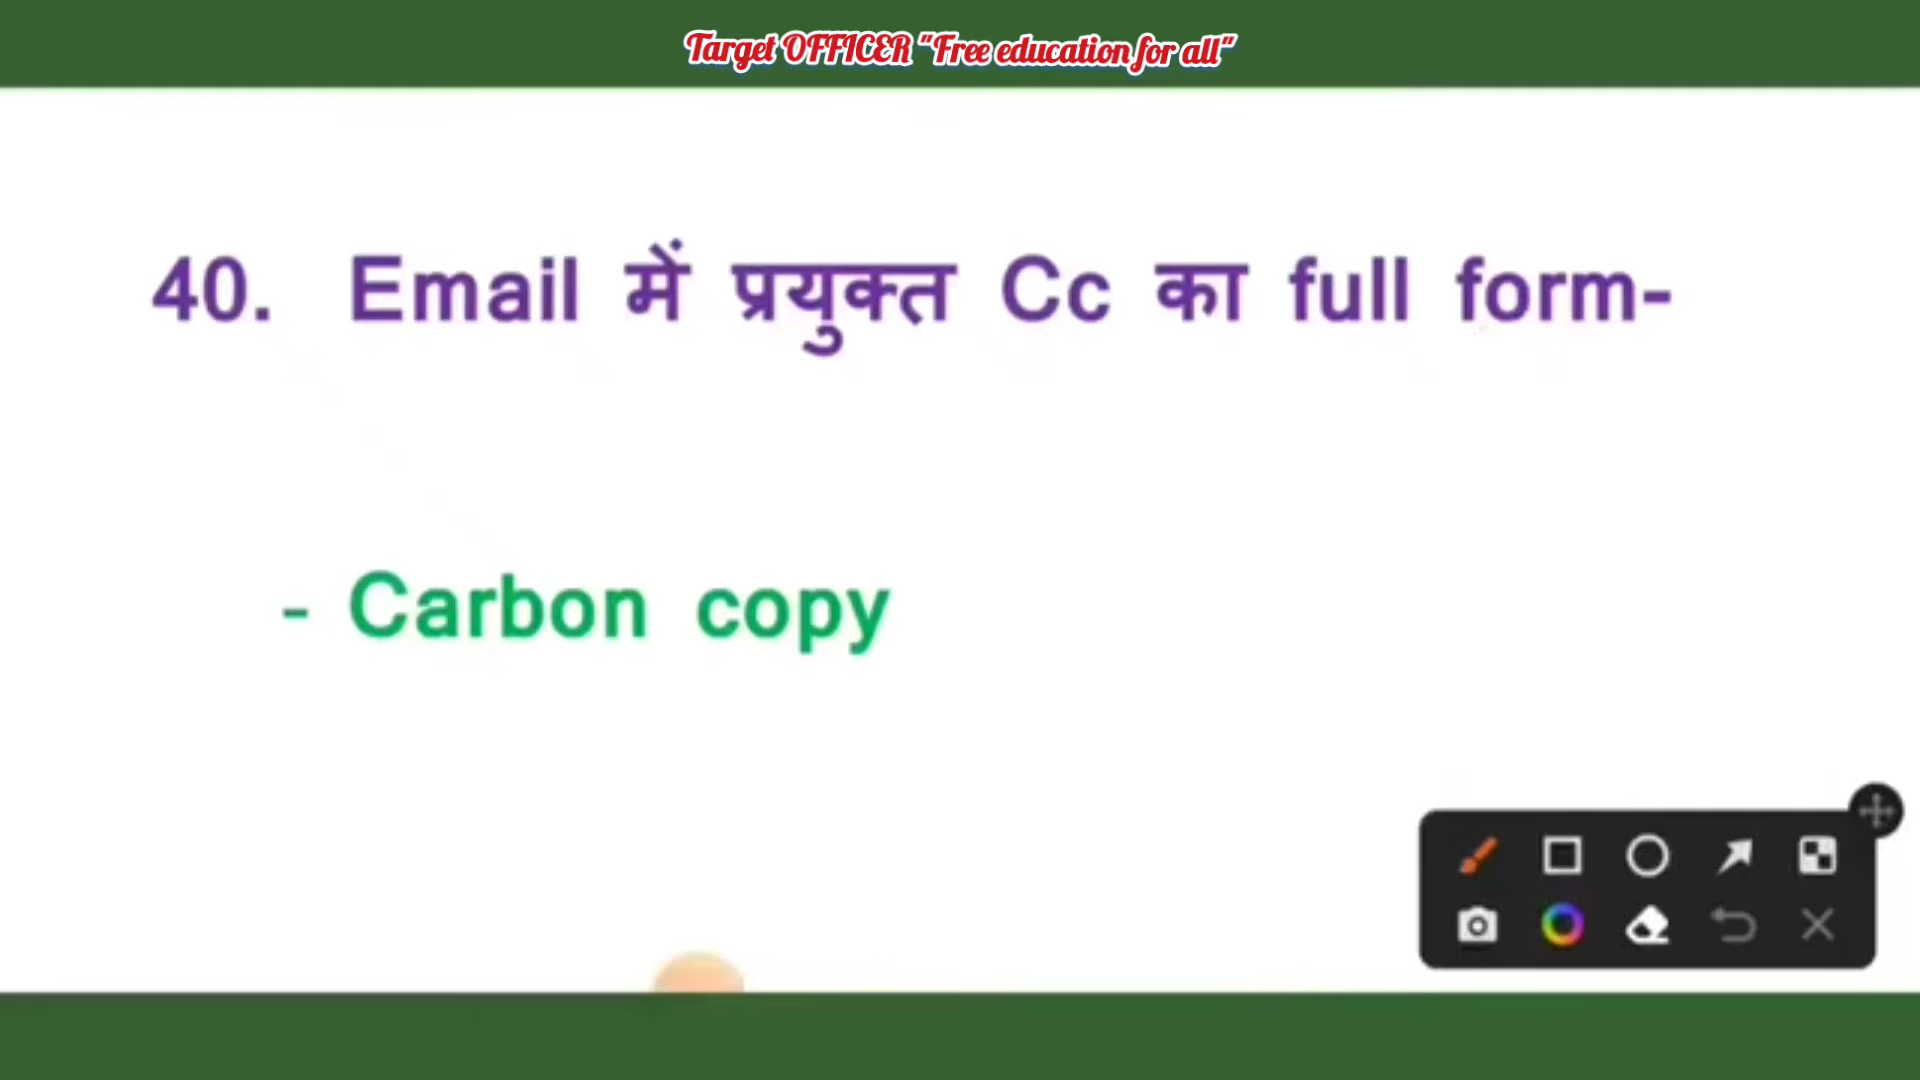 Target OFFICER "Free education for all"
40. Email में प्रयुक्त Cc का full form-
- Carbon copy